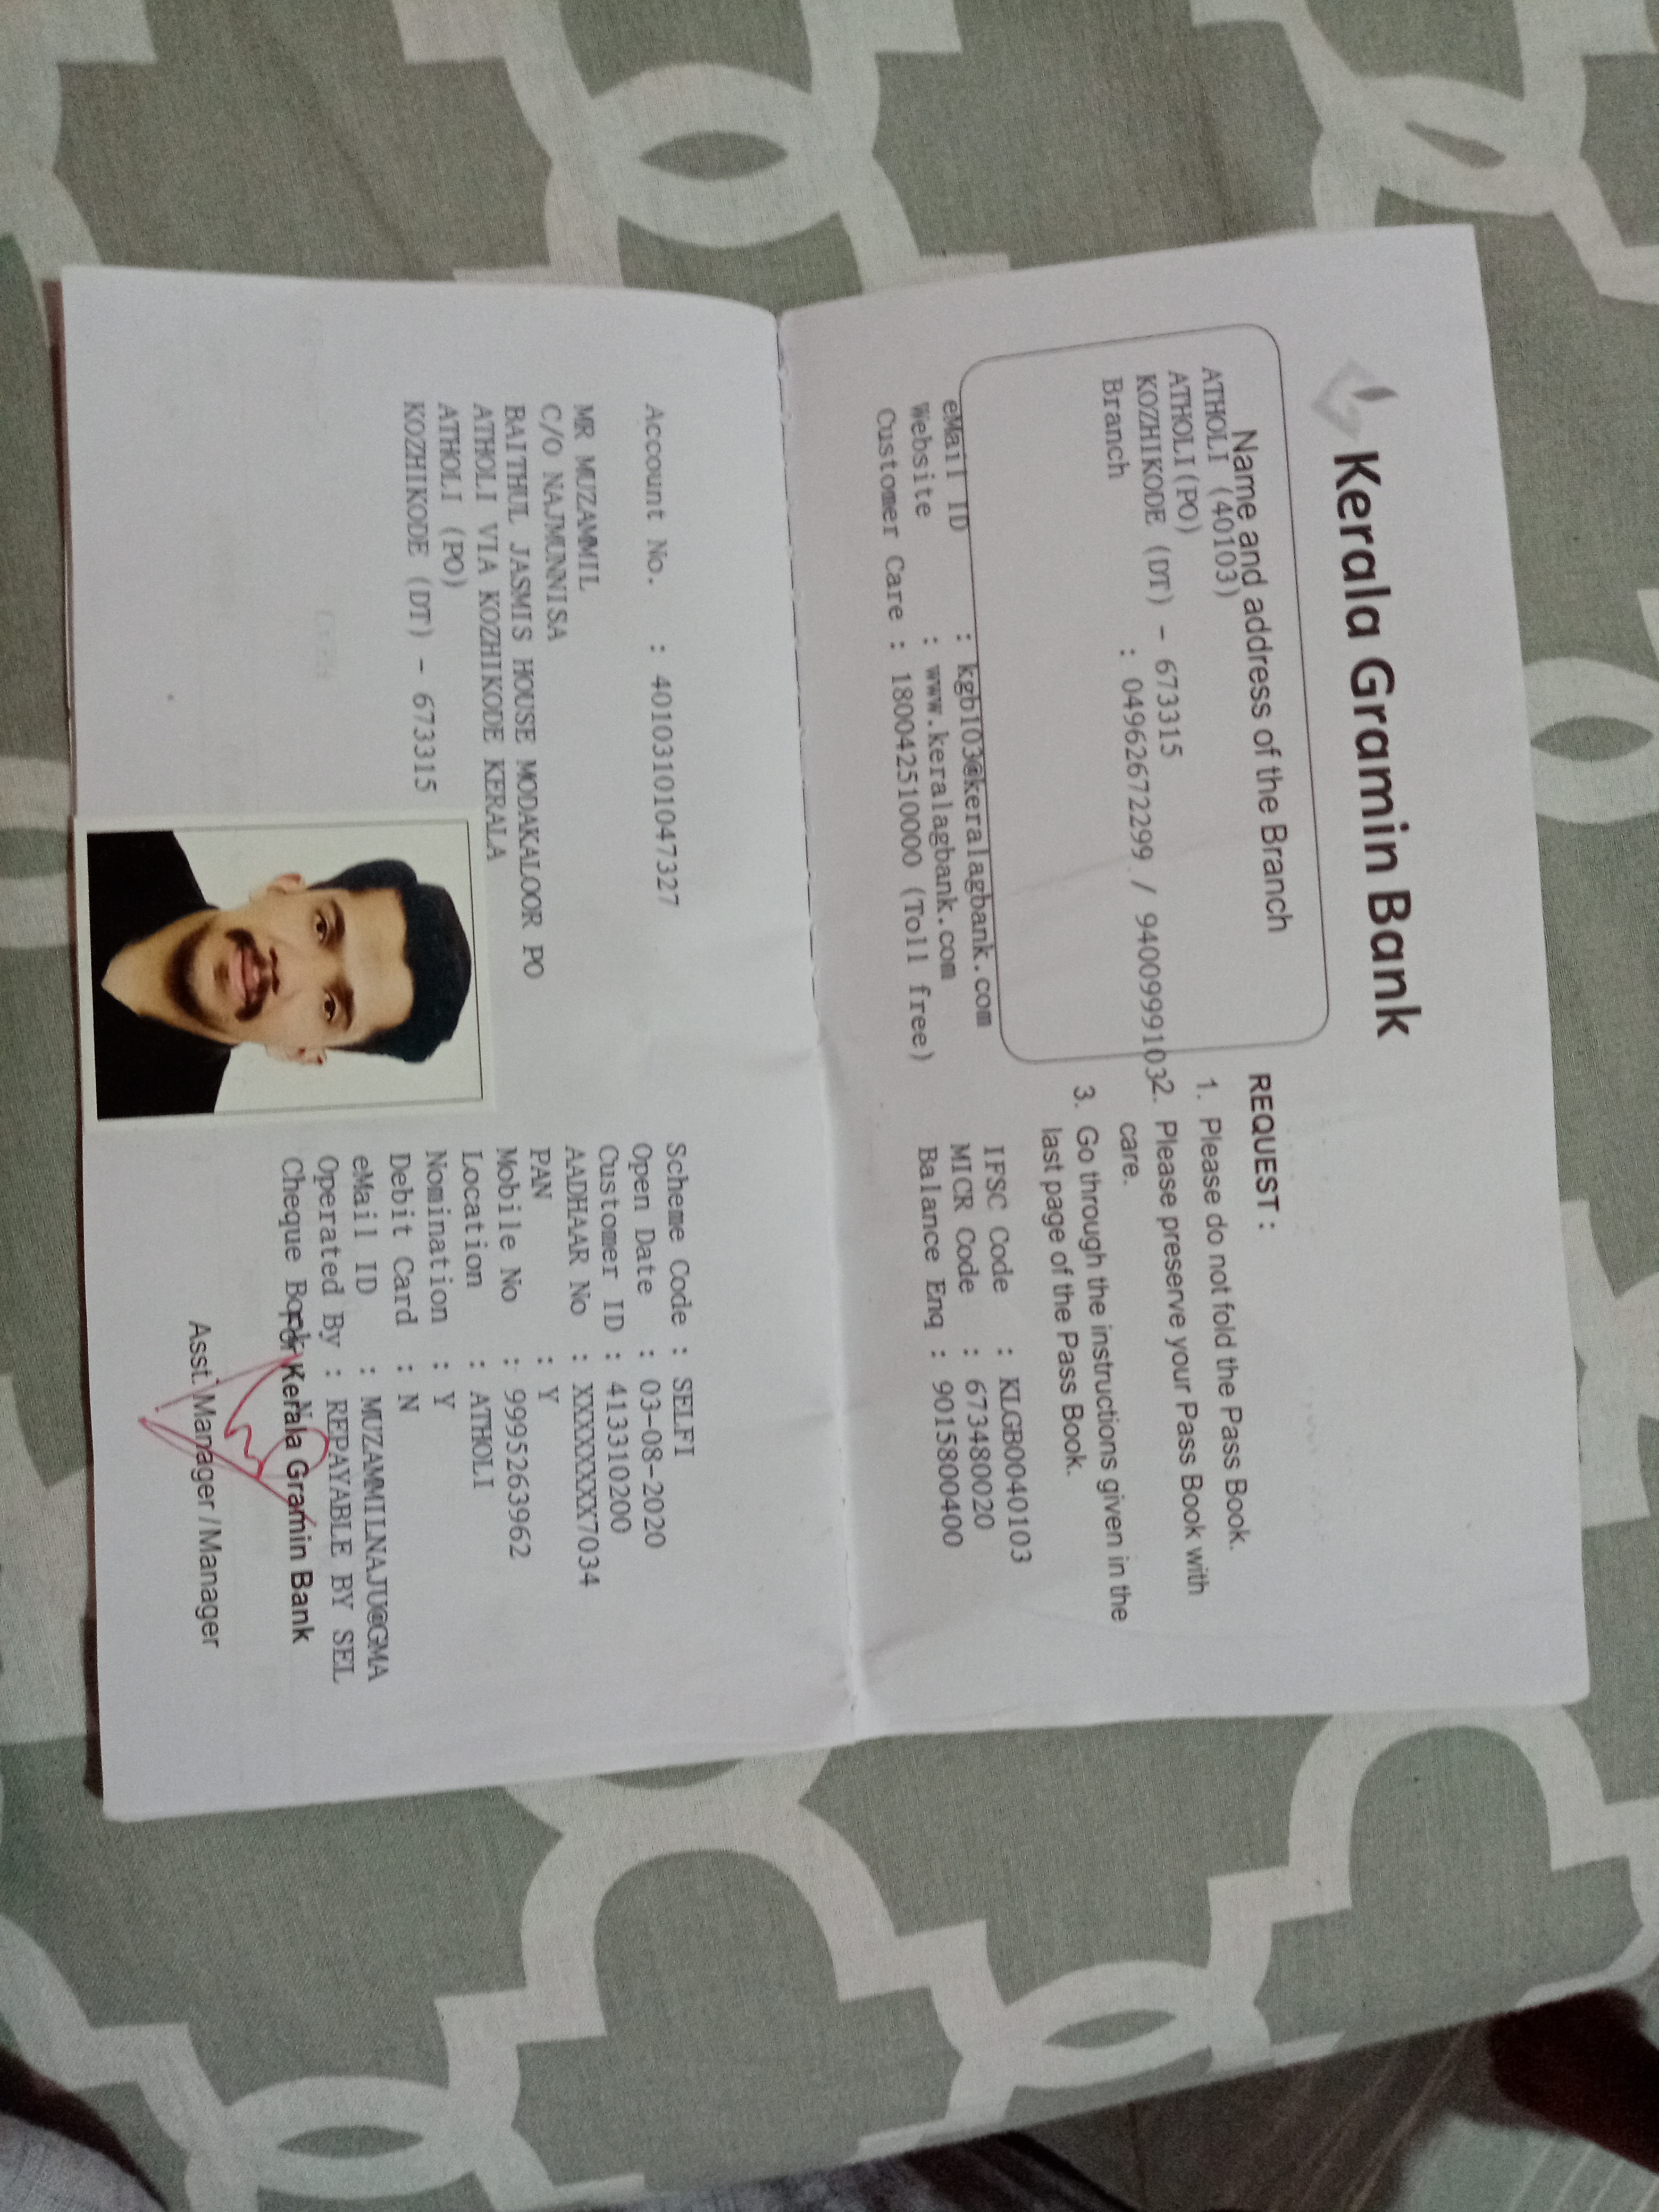 Kerala Gramin Bank
Name and address of the Branch
ATHOLI (40103)
ATHOLI(PO)
KOZHIKODE (DT) - 673315
Branch : 04962672299 / 9400999103
eMail ID : kgb103@keralagbank.com
Website : www.keralagbank.com
Customer Care : 180042510000 (Toll free)
REQUEST :
1. Please do not fold the Pass Book.
2. Please preserve your Pass Book with
care.
3. Go through the instructions given in the
last page of the Pass Book.
IFSC Code : KLGB0040103
MICR Code : 673480020
Balance Enq : 9015800400
Account No. : 40103101047327
MR MUZAMMIL
C/O NAJMUNNISA
BAITHUL JASMIS HOUSE MODAKALOOR PO
ATHOLI VIA KOZHIKODE KERALA
ATHOLI (PO)
KOZHIKODE (DT) - 673315
Scheme Code : SELFI
Open Date : 03-08-2020
Customer ID : 413310200
AADHAAR No : XXXXXXXX7034
PAN : Y
Mobile No : 9995263962
Location : ATHOLI
Nomination : Y
Debit Card : N
eMail ID : MUZAMMILNAJU@GMA
Operated By : REPAYABLE BY SEL
Cheque Book : N
For Kerala Gramin Bank
Asst. Manager / Manager